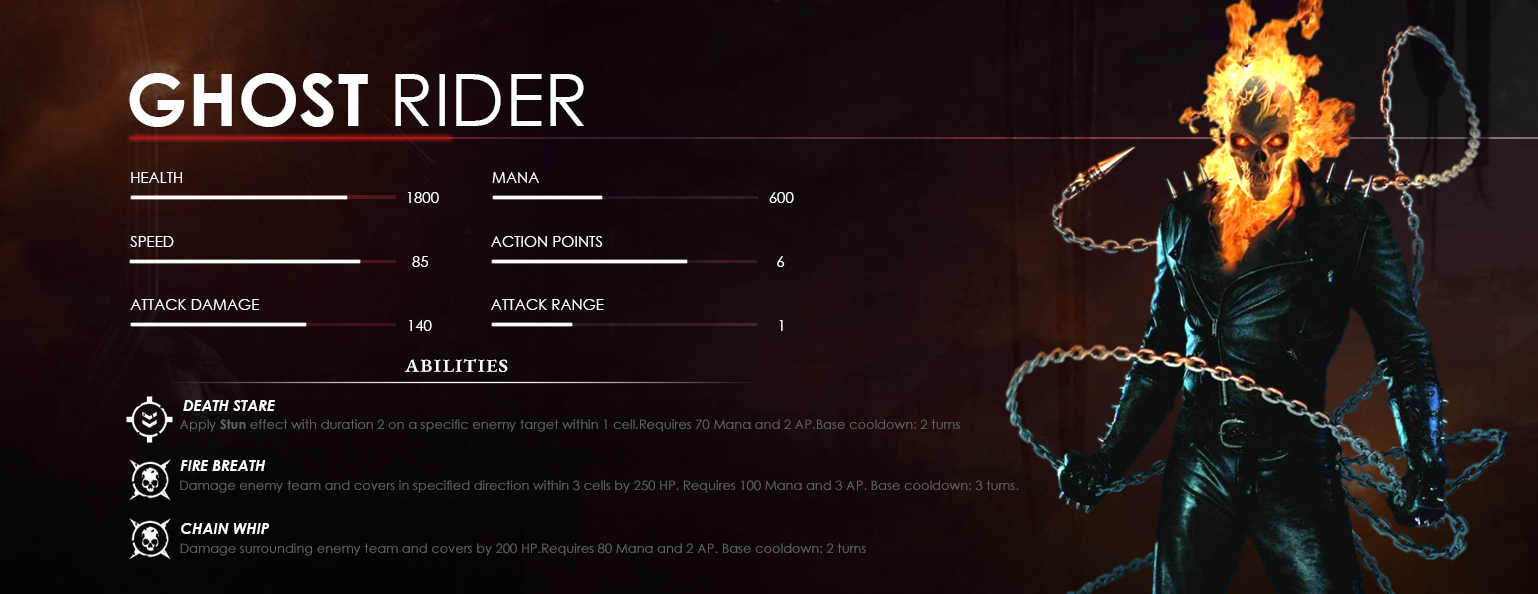 GHOST RIDER
HEALTH
1800
MANA
600
SPEED
85
ACTION POINTS
6
ATTACK DAMAGE
140
ATTACK RANGE
1
ABILITIES
DEATH STARE
Apply Stun effect with duration 2 on a specific enemy target within 1 cell.Requires 70 Mana and 2 AP.Base cooldown: 2 turns
FIRE BREATH
Damage enemy team and covers in specified direction within 3 cells by 250 HP. Requires 100 Mana and 3 AP. Base cooldown: 3 turns.
CHAIN WHIP
Damage surrounding enemy team and covers by 200 HP.Requires 80 Mana and 2 AP. Base cooldown: 2 turns